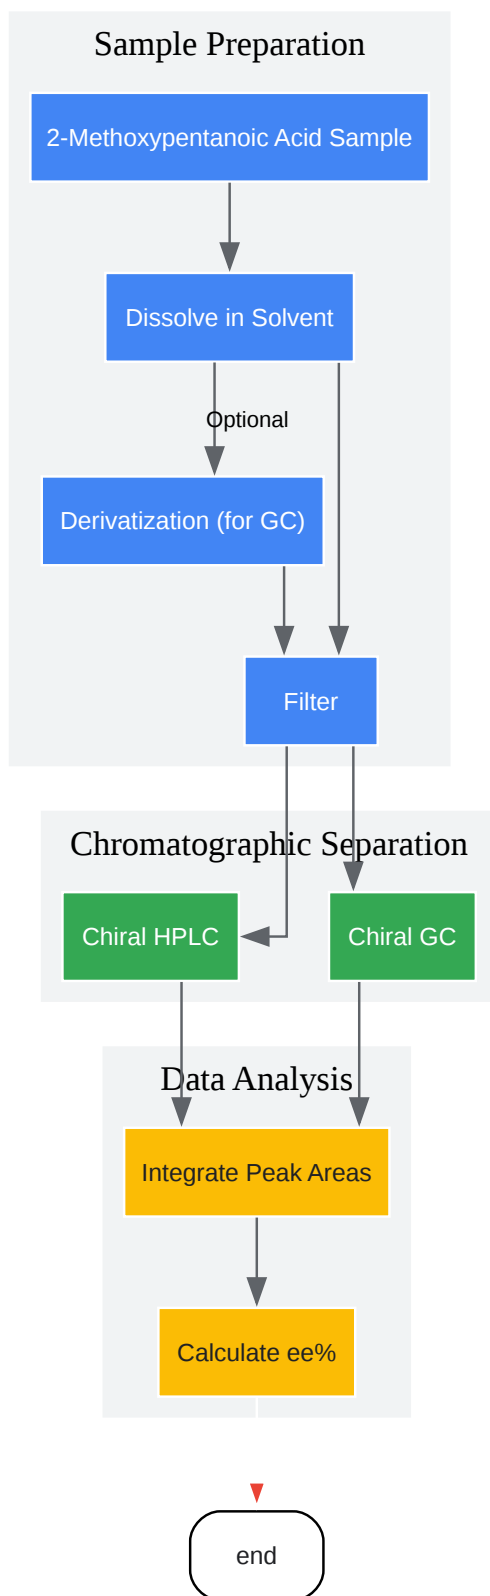 Sample Preparation
2-Methoxypentanoic Acid Sample
Dissolve in Solvent
Optional
Derivatization (for GC)
Filter
Chromatographic Separation
Chiral HPLC
Chiral GC
Data Analysis
Integrate Peak Areas
Calculate ee%
end